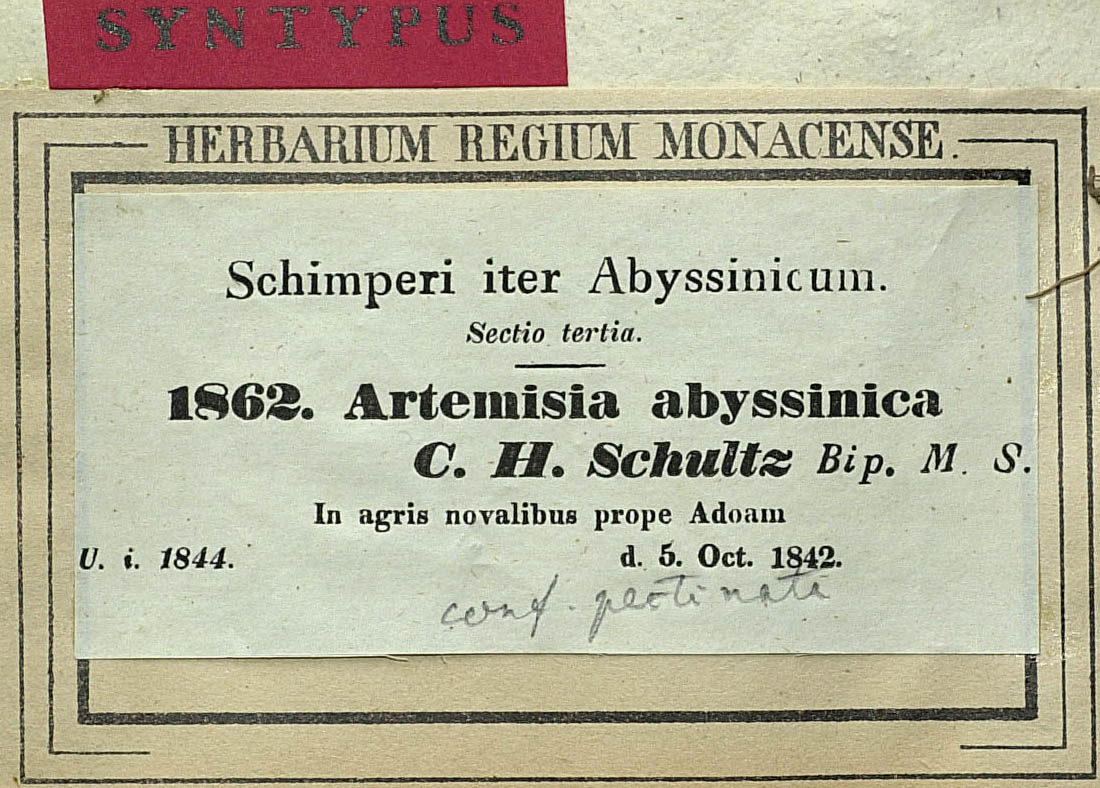 SYNTYPUS
HERBARIUM REGIUM MONACENSE.
Schimperi iter Abyssinicum.
Sectio tertia.
1862. Artemisia abyssinica
C. H. Schultz Bip. M. S.
In agris novalibus prope Adoam
U. i. 1844. d. 5. Oct. 1842.
conf. pectinata